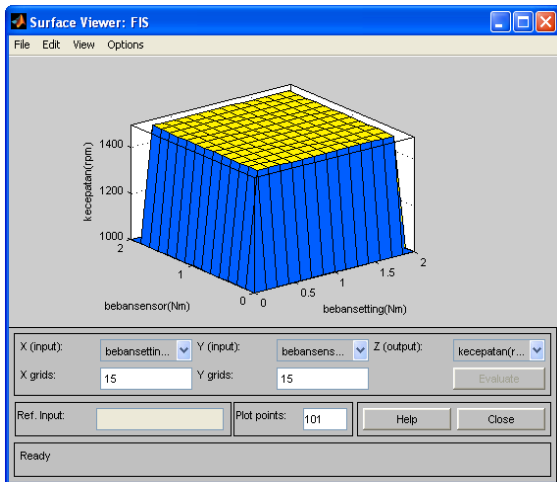 Surface Viewer: FIS
File Edit View Options
1400
1200
1000
kecepatan(rpm)
2
1
0
bebansensor(Nm)
0
0.5
1
1.5
2
bebansetting(Nm)
X (input): bebansettin... Y (input): bebansens... Z (output): kecepatan(r...
X grids: 15 Y grids: 15 Evaluate
Ref. Input: Plot points: 101 Help Close
Ready